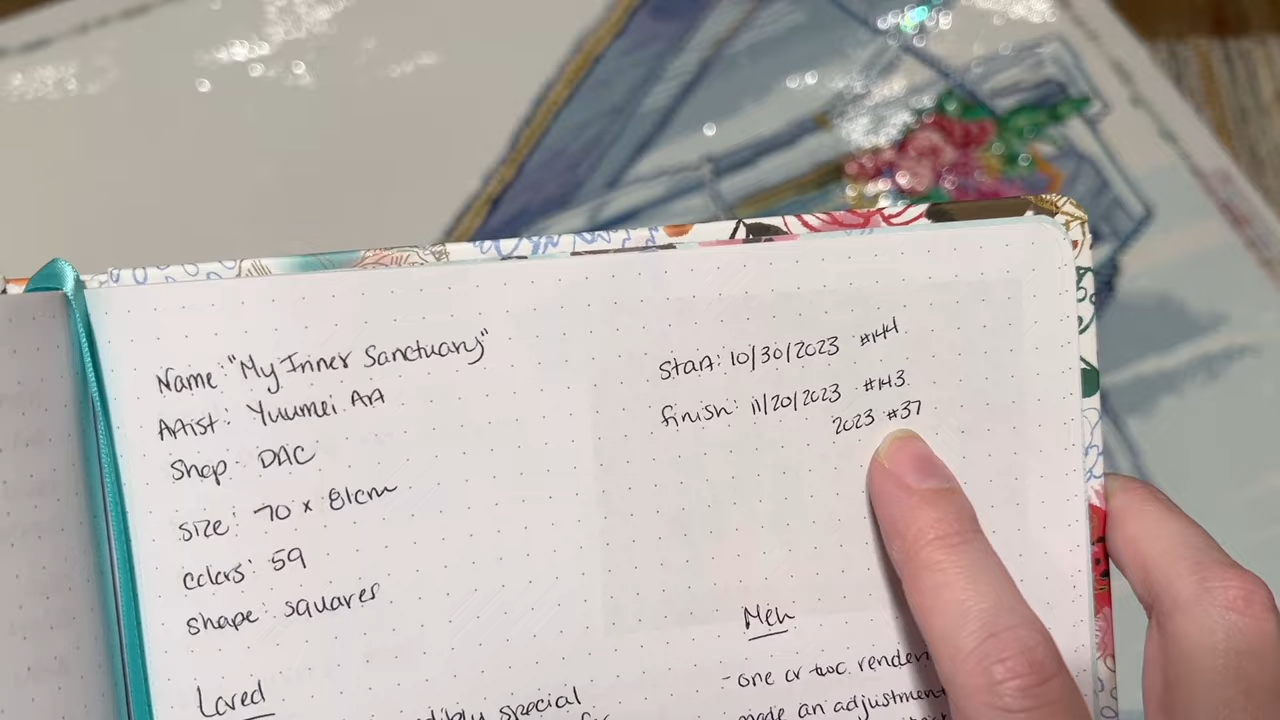 Name: "My Inner Sanctuary"
Artist: Yuumei Art
Shop: DAC
Size: 70 x 81cm
Colors: 59
Shape: squares
Start: 10/30/2023 #144
Finish: 11/20/2023 #143
2023 #37
Loved
special
Meh
- one or two
made an adjustment